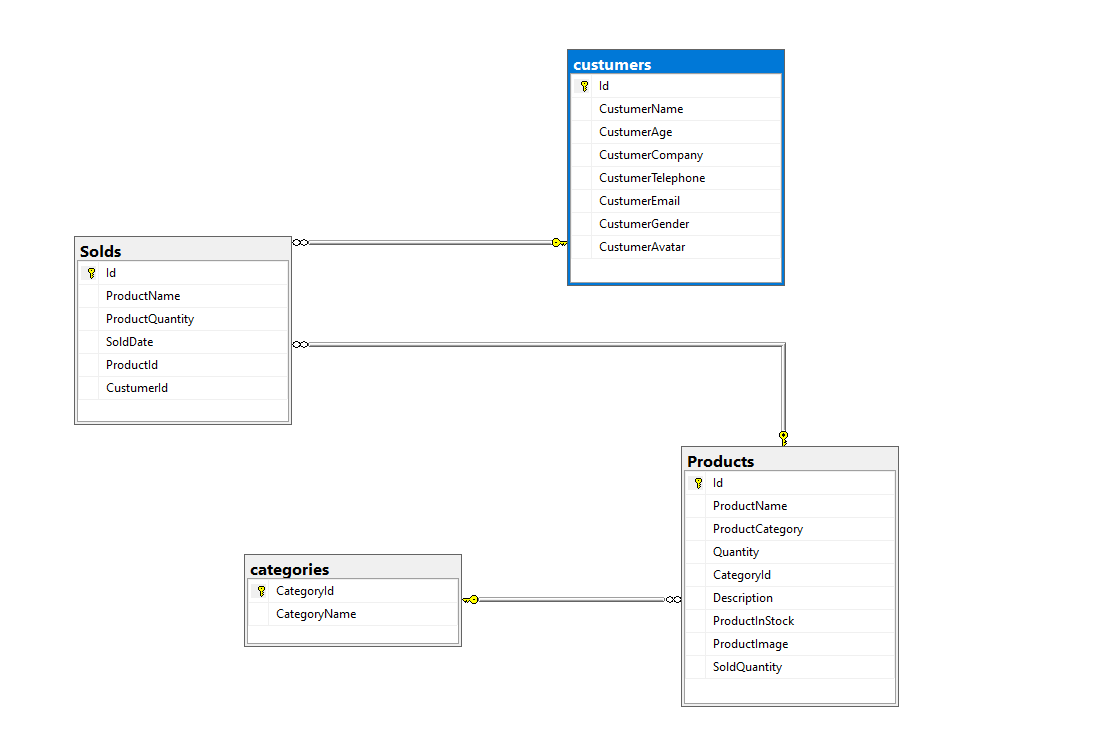 custumers
Id
CustumerName
CustumerAge
CustumerCompany
CustumerTelephone
CustumerEmail
CustumerGender
CustumerAvatar
Solds
Id
ProductName
ProductQuantity
SoldDate
ProductId
CustumerId
Products
Id
ProductName
ProductCategory
Quantity
CategoryId
Description
ProductInStock
ProductImage
SoldQuantity
categories
CategoryId
CategoryName